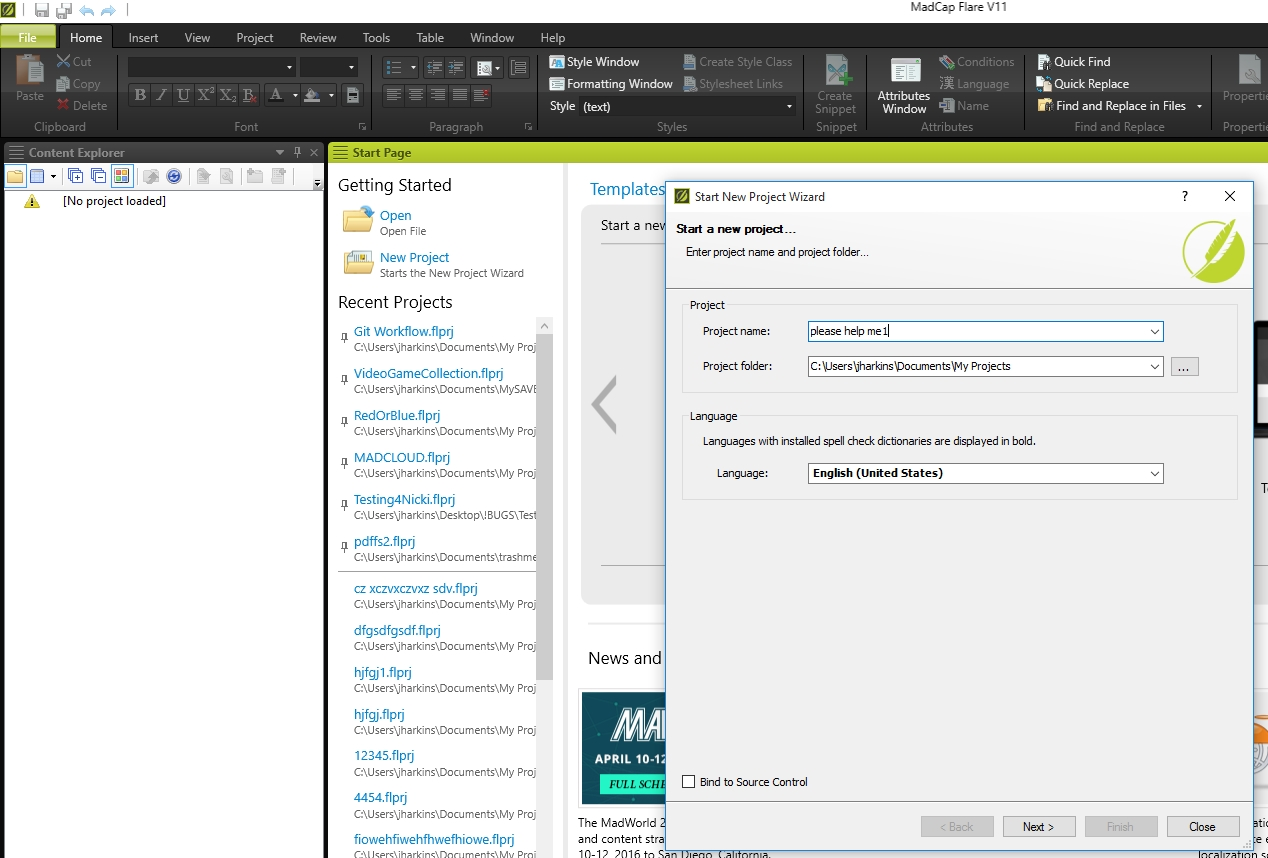 MadCap Flare V11
File Home Insert View Project Review Tools Table Window Help
Paste
Cut
Copy
Delete
Clipboard
B I U X² X₂ B A
Font
Paragraph
Style Window
Formatting Window
Style (text)
Create Style Class
Stylesheet Links
Styles
Create Snippet
Snippet
Attributes Window
Conditions
Language
Name
Attributes
Quick Find
Quick Replace
Find and Replace in Files
Find and Replace
Properti
Properti
Content Explorer
[No project loaded]
Start Page
Getting Started
Open
Open File
New Project
Starts the New Project Wizard
Recent Projects
Git Workflow.flprj
C:\Users\jharkins\Documents\My Proj
VideoGameCollection.flprj
C:\Users\jharkins\Documents\MySAVE
RedOrBlue.flprj
C:\Users\jharkins\Documents\My Proj
MADCLOUD.flprj
C:\Users\jharkins\Documents\My Proj
Testing4Nicki.flprj
C:\Users\jharkins\Desktop\!BUGS\Test
pdffs2.flprj
C:\Users\jharkins\Documents\trashme
cz xczvxczvxz sdv.flprj
C:\Users\jharkins\Documents\My Proj
dfgsdfgsdf.flprj
C:\Users\jharkins\Documents\My Proj
hjfgj1.flprj
C:\Users\jharkins\Documents\My Proj
hjfgj.flprj
C:\Users\jharkins\Documents\My Proj
12345.flprj
C:\Users\jharkins\Documents\My Proj
4454.flprj
C:\Users\jharkins\Documents\My Proj
fiowehfiwehfhwefhiowe.flprj
C:\Users\jharkins\Documents\My Proj
Templates
Start a new
News and
MA
APRIL 10-12
FULL SCHE
The MadWorld 2
and content stra
10-12, 2016 to San Diego, California.
Start New Project Wizard
?
Start a new project...
Enter project name and project folder...
Project
Project name: please help me1
Project folder: C:\Users\jharkins\Documents\My Projects
...
Language
Languages with installed spell check dictionaries are displayed in bold.
Language: English (United States)
Bind to Source Control
< Back Next > Finish Close
localization s